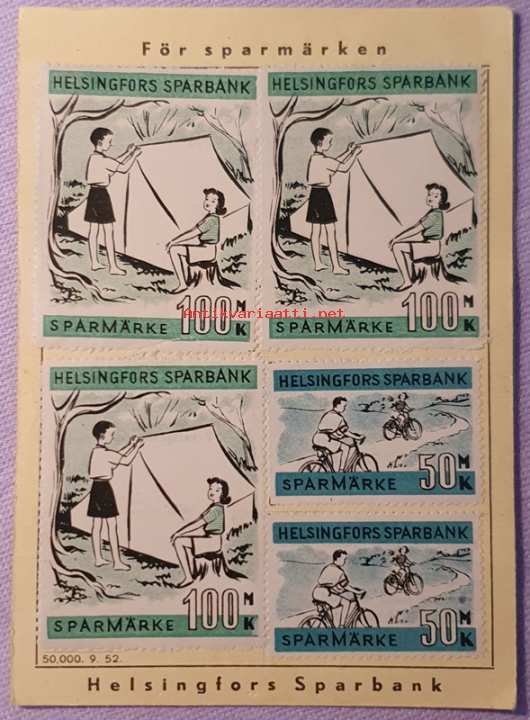 För sparmärken
HELSINGFORS SPARBANK
SPARMÄRKE 100 MK
HELSINGFORS SPARBANK
SPARMÄRKE 100 MK
Antikvariaatti.net
HELSINGFORS SPARBANK
SPARMÄRKE 100 MK
HELSINGFORS SPARBANK
SPARMÄRKE 50 MK
HELSINGFORS SPARBANK
SPARMÄRKE 50 MK
50,000. 9. 52.
Helsingfors Sparbank